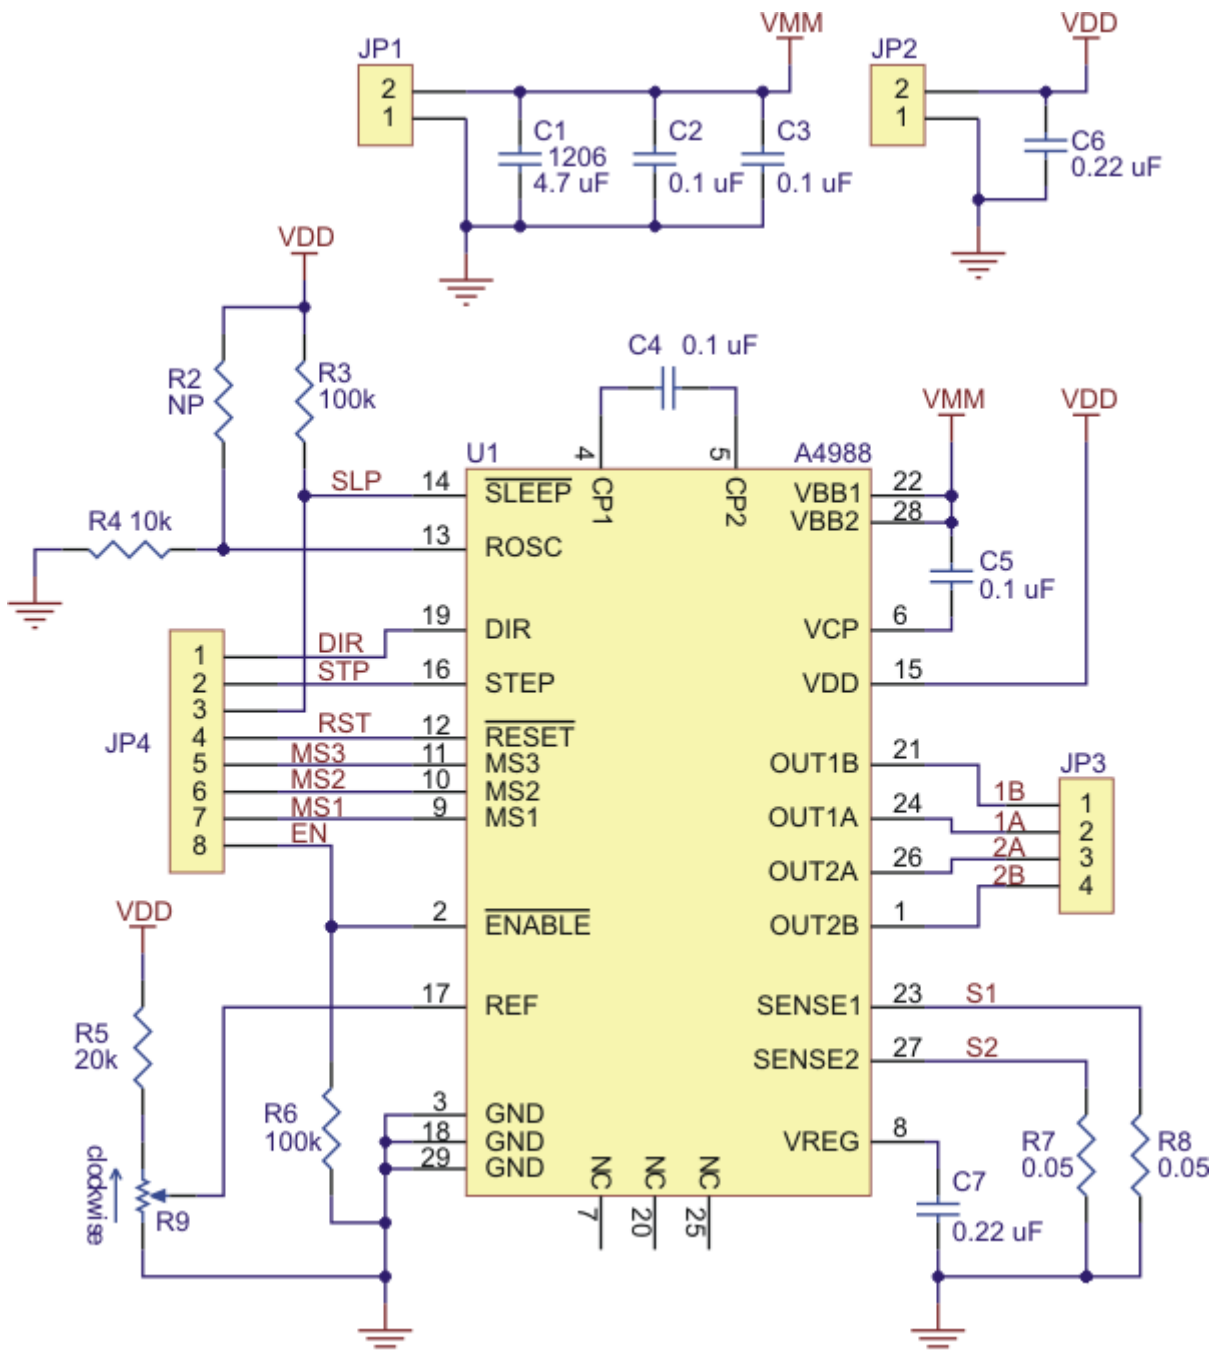 VMM
VDD
JP1
JP2
2
1
C1
1206
4.7 uF
C2
0.1 uF
C3
0.1 uF
2
1
C6
0.22 uF
VDD
R2
NP
R3
100k
C4 0.1 uF
VMM
VDD
U1
A4988
4
CP1
5
CP2
SLP
14
SLEEP
R4 10k
13
ROSC
VBB1
22
VBB2
28
C5
0.1 uF
DIR
19
DIR
VCP
6
STP
16
STEP
VDD
15
JP4
1
2
3
4
5
6
7
8
RST
12
RESET
MS3
11
MS3
MS2
10
MS2
MS1
9
MS1
EN
OUT1B
21
OUT1A
24
OUT2A
26
OUT2B
1
1B
1A
2A
2B
JP3
1
2
3
4
2
ENABLE
VDD
R5
20k
17
REF
SENSE1
23
S1
SENSE2
27
S2
R6
100k
3
GND
18
GND
29
GND
VREG
8
R7
0.05
R8
0.05
clockwise
R9
NC
7
NC
20
NC
25
C7
0.22 uF